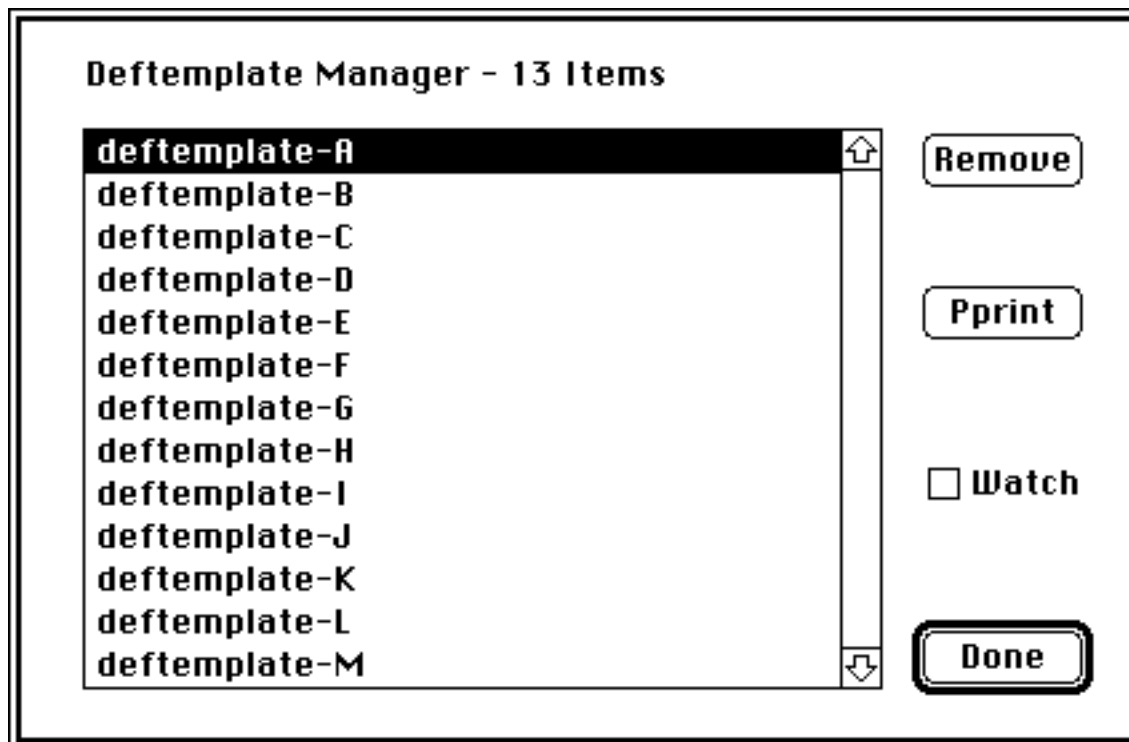 Deftemplate Manager - 13 Items
deftemplate-A
deftemplate-B
deftemplate-C
deftemplate-D
deftemplate-E
deftemplate-F
deftemplate-G
deftemplate-H
deftemplate-I
deftemplate-J
deftemplate-K
deftemplate-L
deftemplate-M
Remove
Pprint
Watch
Done